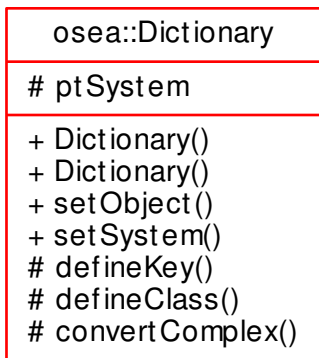 osea::Dictionary
# ptSystem
+ Dictionary()
+ Dictionary()
+ setObject()
+ setSystem()
# defineKey()
# defineClass()
# convertComplex()